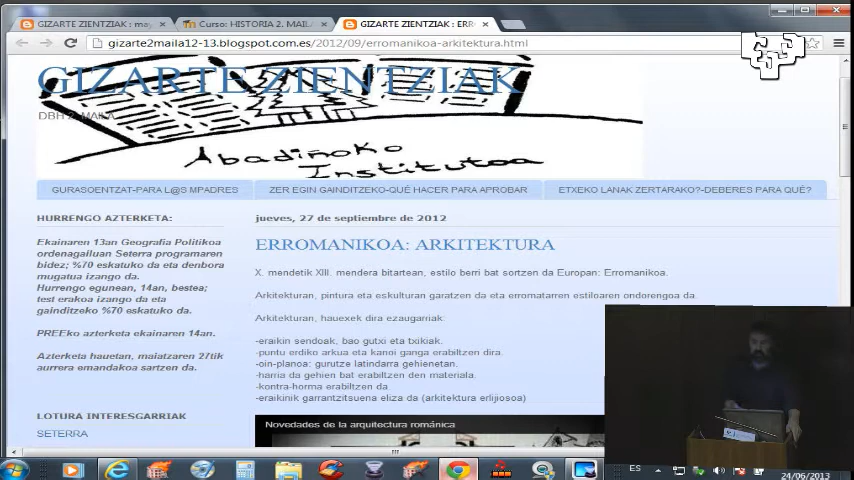 GIZARTE ZIENTZIAK : ma
Curso: HISTORIA 2. MAIL
GIZARTE ZIENTZIAK : ERR
gizarte2maila12-13.blogspot.com.es/2012/09/erromanikoa-arkitektura.html
GIZARTE ZIENTZIAK
DBH 2. MAILA
Abadiñoko
Institutoa
GURASOENTZAT-PARA L@S MPADRES
ZER EGIN GAINDITZEKO-QUÉ HACER PARA APROBAR
ETXEKO LANAK ZERTARAKO?-DEBERES PARA QUÉ?
HURRENGO AZTERKETA:
Ekainaren 13an Geografia Politikoa
ordenagailuan Seterra programaren
bidez; %70 eskatuko da eta denbora
mugatua izango da.
Hurrengo egunean, 14an, bestea;
test erakoa izango da eta
gainditzeko %70 eskatuko da.
PREEko azterketa ekainaren 14an.
Azterketa hauetan, maiatzaren 27tik
aurrera emandakoa sartzen da.
LOTURA INTERESGARRIAK
SETERRA
jueves, 27 de septiembre de 2012
ERROMANIKOA: ARKITEKTURA
X. mendetik XIII. mendera bitartean, estilo berri bat sortzen da Europan: Erromanikoa.
Arkitekturan, pintura eta eskulturan garatzen da eta erromatarren estiloaren ondorengoa da.
Arkitekturan, hauexek dira ezaugarriak:
-eraikin sendoak, bao gutxi eta txikiak.
-puntu erdiko arkua eta kanoi ganga erabiltzen dira.
-oin-planoa: gurutze latindarra gehienetan.
-harria da gehien bat erabiltzen den materiala.
-kontra-horma erabiltzen da
-eraikinik garrantzitsuena eliza da (arkitektura erlijiosoa)
Novedades de la arquitectura románica
ES
24/06/2013